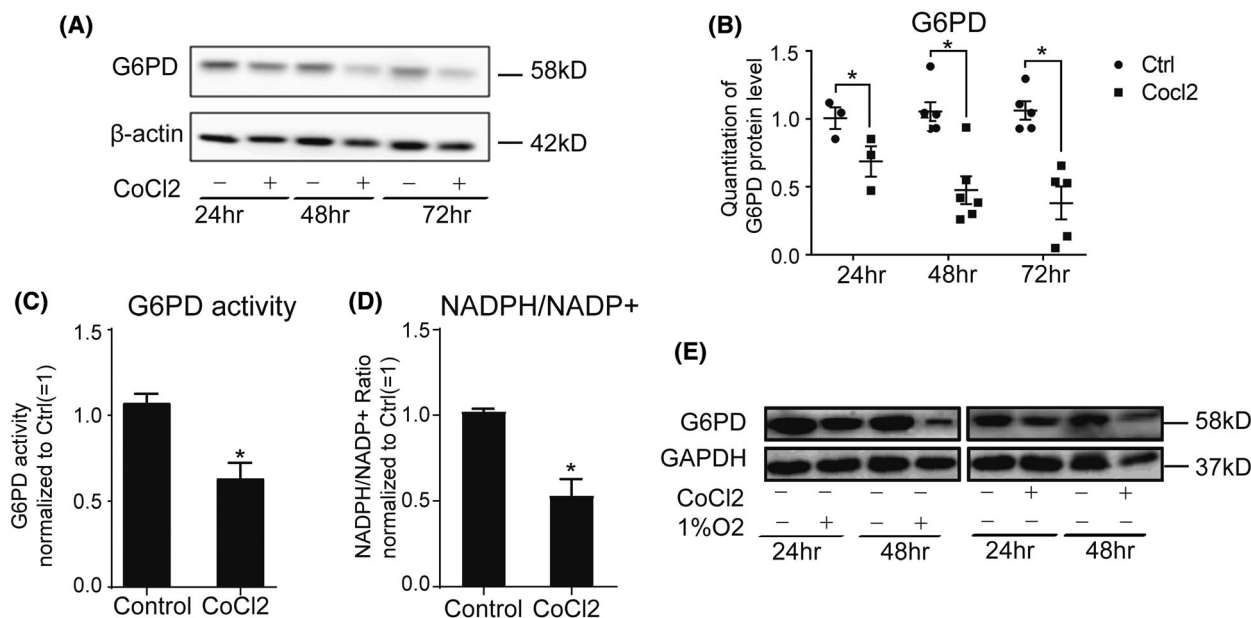 (A)
G6PD
58kD
β-actin
42kD
CoCl2 − + − + − +
24hr 48hr 72hr
(B)
G6PD
Quantitation of
G6PD protein level
1.5
1.0
0.5
0.0
* * *
24hr 48hr 72hr
Ctrl
Cocl2
(C)
G6PD activity
G6PD activity
normalized to Ctrl(=1)
1.5
1.0
0.5
0.0
*
Control CoCl2
(D)
NADPH/NADP+
NADPH/NADP+ Ratio
normalized to Ctrl(=1)
1.5
1.0
0.5
0.0
*
Control CoCl2
(E)
G6PD
58kD
GAPDH
37kD
CoCl2 − − − − − + − +
1%O2 − + − + − − − −
24hr 48hr 24hr 48hr